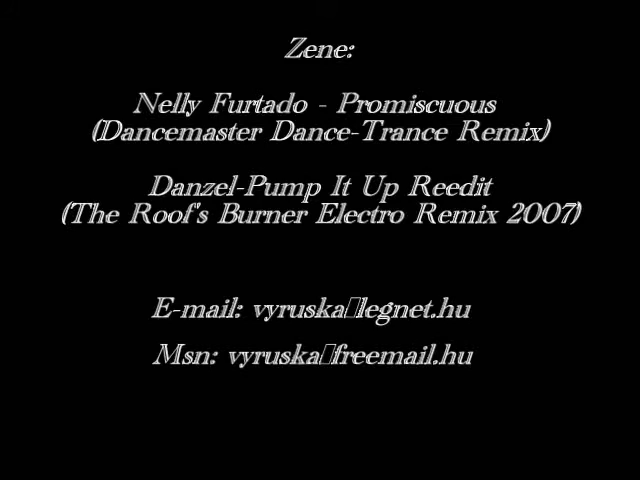 Zene:
Nelly Furtado - Promiscuous
(Dancemaster Dance-Trance Remix)
Danzel-Pump It Up Reedit
(The Roof's Burner Electro Remix 2007)
E-mail: vyruska▯legnet.hu
Msn: vyruska▯freemail.hu